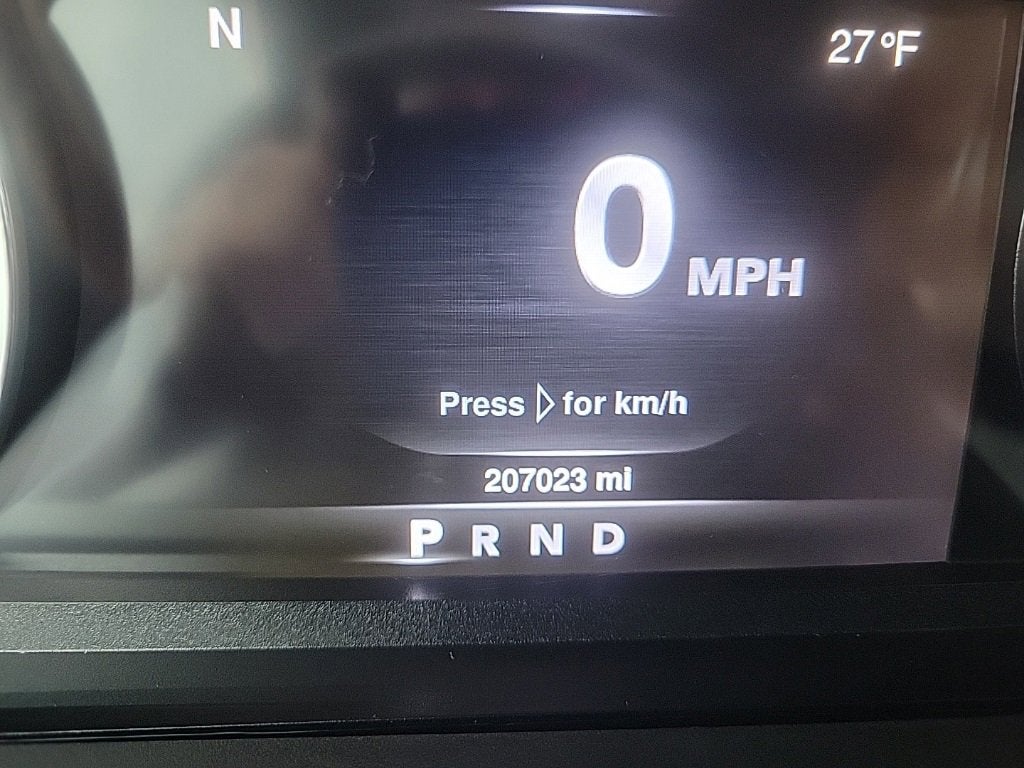 N
27°F
0 MPH
Press ▷ for km/h
207023 mi
P R N D